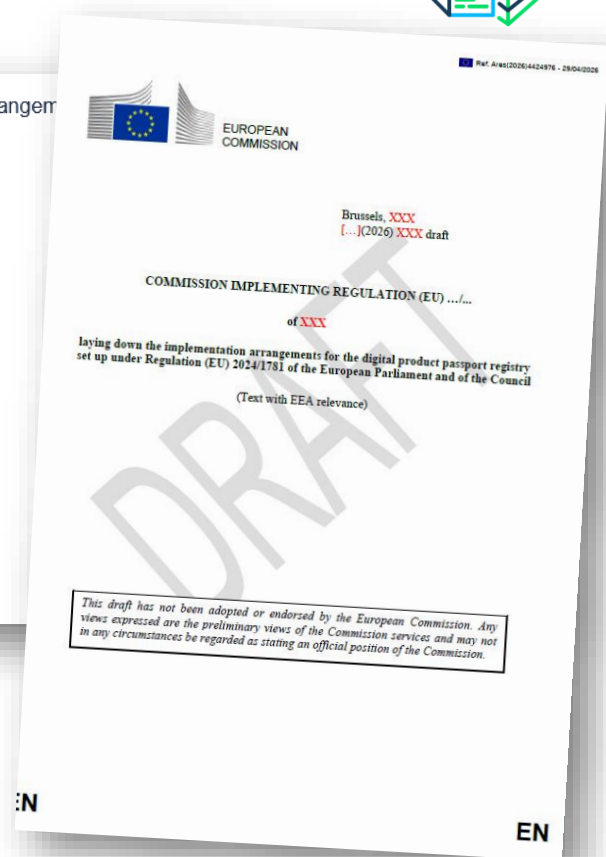 angem
Ref. Ares(2026)4424976 - 29/04/2026
EUROPEAN
COMMISSION
Brussels, XXX
[…](2026) XXX draft
COMMISSION IMPLEMENTING REGULATION (EU) …/...
of XXX
laying down the implementation arrangements for the digital product passport registry
set up under Regulation (EU) 2024/1781 of the European Parliament and of the Council
(Text with EEA relevance)
DRAFT
This draft has not been adopted or endorsed by the European Commission. Any
views expressed are the preliminary views of the Commission services and may not
in any circumstances be regarded as stating an official position of the Commission.
EN
EN